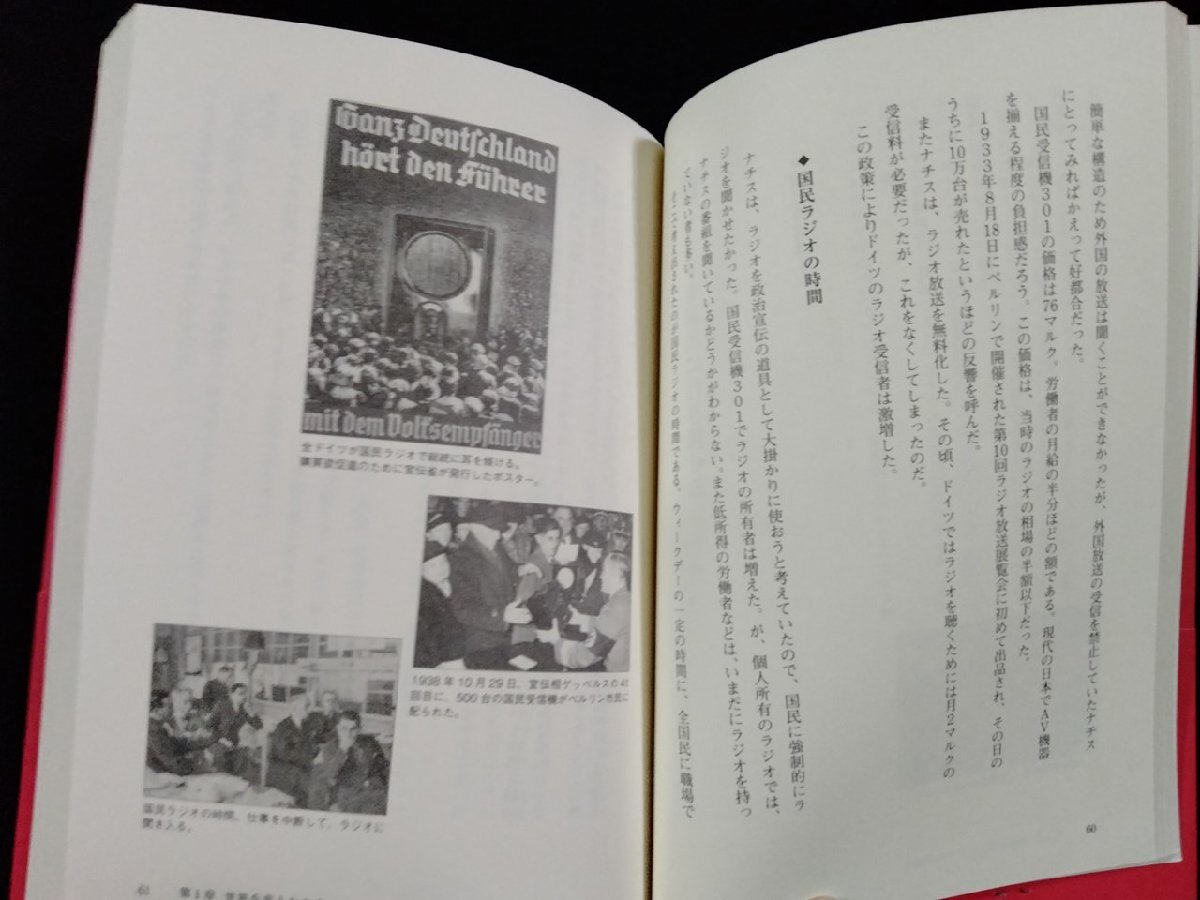 簡単な構造のため外国の放送は聞くことができなかったが、外国放送の受信を禁止していたナチス
にとってみればかえって好都合だった。
国民受信機301の価格は76マルク。労働者の月給の半分ほどの額である。現代の日本でAV機器
を揃える程度の負担感だろう。この価格は、当時のラジオの相場の半額以下だった。
1933年8月18日にベルリンで開催された第10回ラジオ放送展覧会に初めて出品され、その日の
うちに10万台が売れたというほどの反響を呼んだ。
またナチスは、ラジオ放送を無料化した。その頃、ドイツではラジオを聴くためには月2マルクの
受信料が必要だったが、これをなくしてしまったのだ。
この政策によりドイツのラジオ受信者は激増した。
◆国民ラジオの時間
ナチスは、ラジオを政治宣伝の道具として大掛かりに使おうと考えていたので、国民に強制的にラ
ジオを聞かせたかった。国民受信機301でラジオの所有者は増えた。が、個人所有のラジオでは、
ナチスの番組を聞いているかどうかがわからない。また低所得の労働者などは、いまだにラジオを持っ
ていない者も多い。
出されたのが国民ラジオの時間である。ウィークデーの一定の時間に、全国民に職場で
60
Ganz Deutschland
hört den Führer
mit dem Volksempfänger
全ドイツが国民ラジオで総統に耳を傾ける。
購買欲促進のために宣伝省が発行したポスター。
1938年10月29日、宣伝相ゲッベルスの4
回目に、500台の国民受信機がベルリン市民に
配られた。
国民ラジオの時間、仕事を中断して、ラジオに
聞き入る。
61 第1章